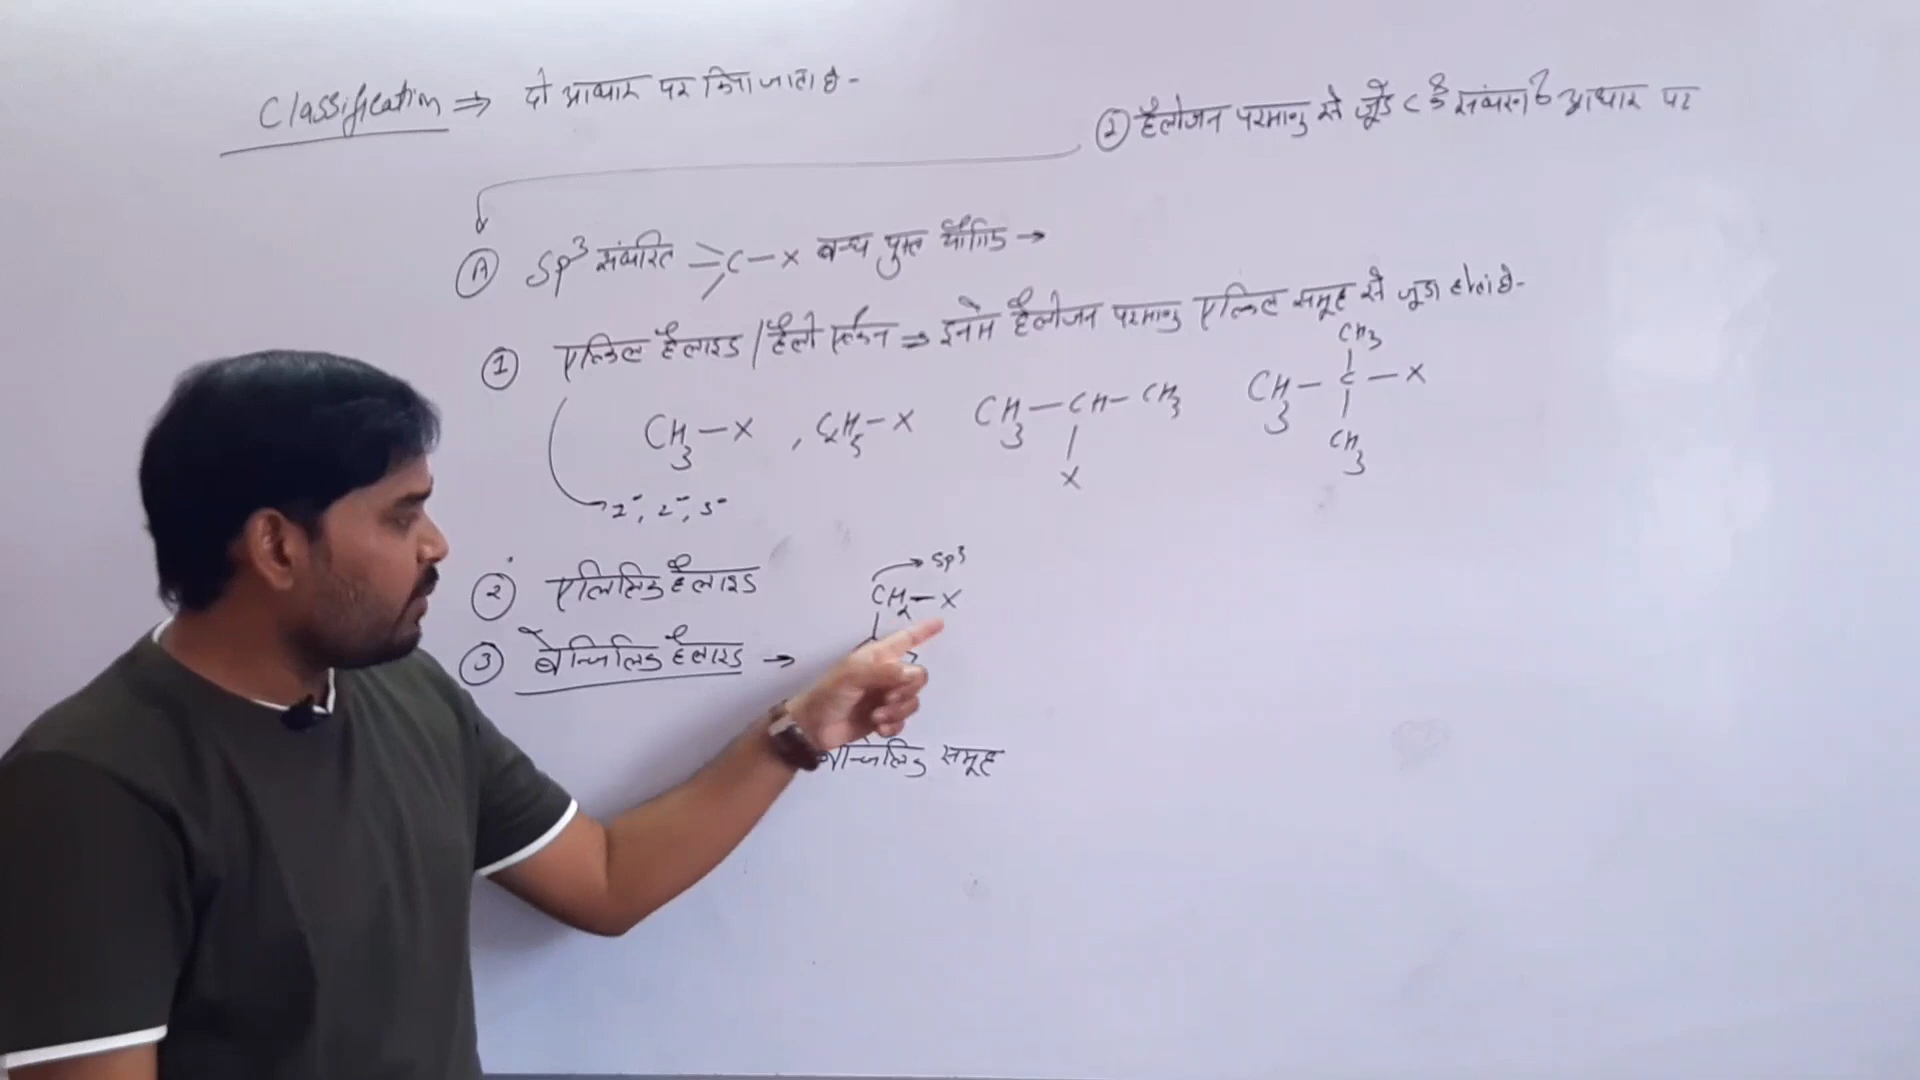 Classification ⇒ दो आधार पर किया जाता है-
② हैलोजन परमाणु से जूडे C के संकरण के आधार पर
Ⓐ Sp³ संकरित C-X बन्ध युक्त यौगिक →
① एल्किल हैलाइड / हैलो एल्केन ⇒ इनमे हैलोजन परमाणु एल्किल समूह से जूडा होता है-
CH₃-X , C₂H₅-X CH₃-CH-CH₃ CH₃-C-X
X
CH₃
CH₃
1°, 2°, 3°
② एलिलिक हैलाइड
CH₂-X → Sp³
③ बेन्जिलिक हैलाइड →
बेन्जिलिक समूह